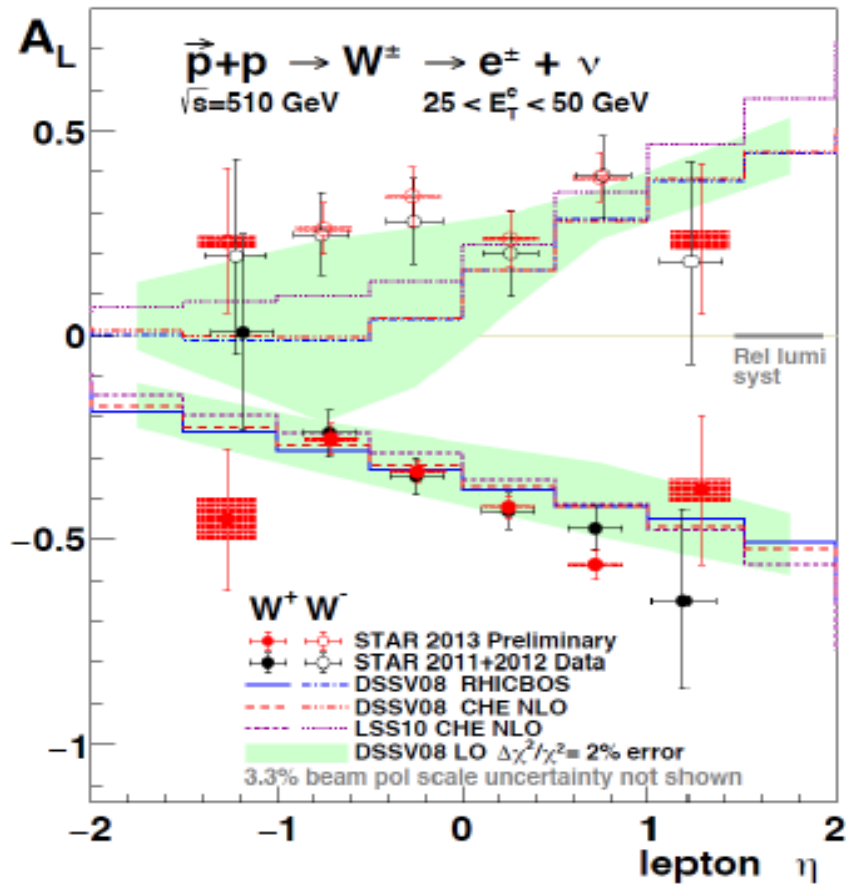 A_L
p⃗+p → W± → e± + ν
√s=510 GeV 25 < E_T^e < 50 GeV
0.5
0
Rel lumi
syst
−0.5
W⁺ W⁻
STAR 2013 Preliminary
STAR 2011+2012 Data
DSSV08 RHICBOS
DSSV08 CHE NLO
LSS10 CHE NLO
DSSV08 LO Δχ²/χ²= 2% error
3.3% beam pol scale uncertainty not shown
−1
−2 −1 0 1 2
lepton η